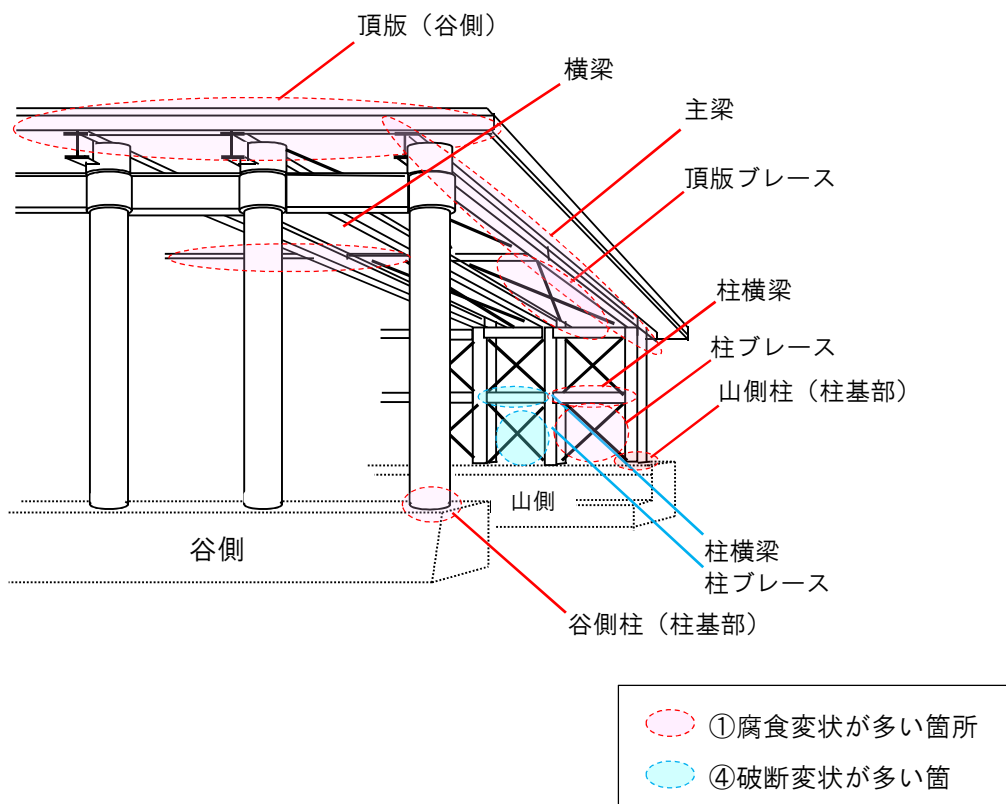 頂版（谷側）
横梁
主梁
頂版ブレース
柱横梁
柱ブレース
山側柱（柱基部）
山側
谷側
柱横梁
柱ブレース
谷側柱（柱基部）
①腐食変状が多い箇所
④破断変状が多い箇